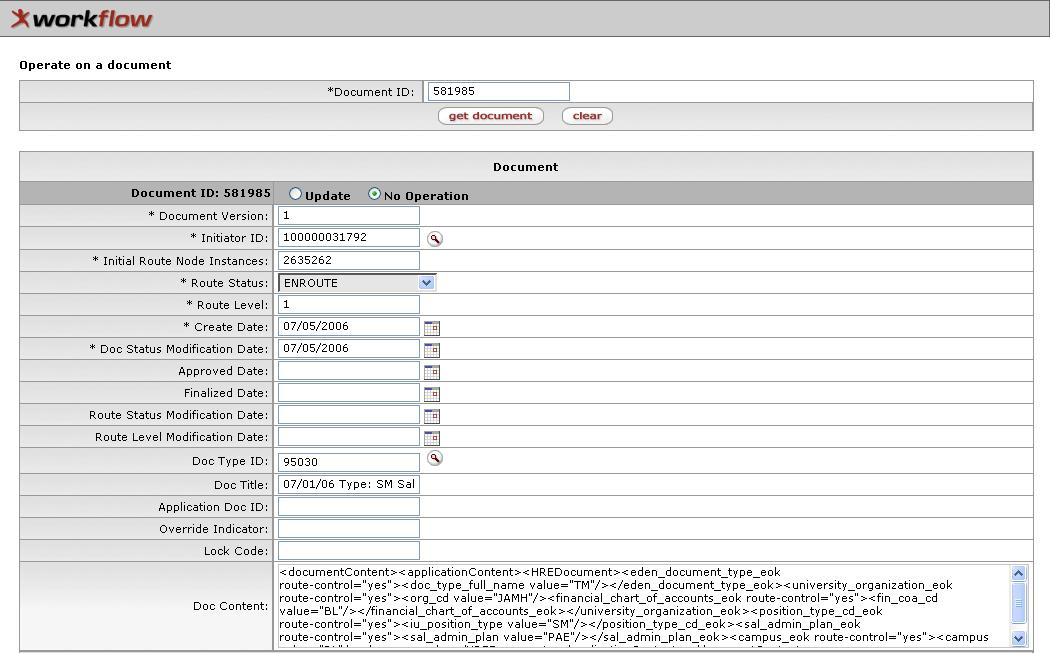 workflow
Operate on a document
*Document ID: 581985
get document clear
Document
Document ID: 581985 Update No Operation
* Document Version: 1
* Initiator ID: 100000031792
* Initial Route Node Instances: 2635262
* Route Status: ENROUTE
* Route Level: 1
* Create Date: 07/05/2006
* Doc Status Modification Date: 07/05/2006
Approved Date:
Finalized Date:
Route Status Modification Date:
Route Level Modification Date:
Doc Type ID: 95030
Doc Title: 07/01/06 Type: SM Sal
Application Doc ID:
Override Indicator:
Lock Code:
Doc Content:
<documentContent><applicationContent><HREDocument><eden_document_type_eok
route-control="yes"><doc_type_full_name value="TM"/></eden_document_type_eok><university_organization_eok
route-control="yes"><org_cd value="JAMH"/><financial_chart_of_accounts_eok route-control="yes"><fin_coa_cd
value="BL"/></financial_chart_of_accounts_eok></university_organization_eok><position_type_cd_eok
route-control="yes"><iu_position_type value="SM"/></position_type_cd_eok><sal_admin_plan_eok
route-control="yes"><sal_admin_plan value="PAE"/></sal_admin_plan_eok><campus_eok route-control="yes"><campus